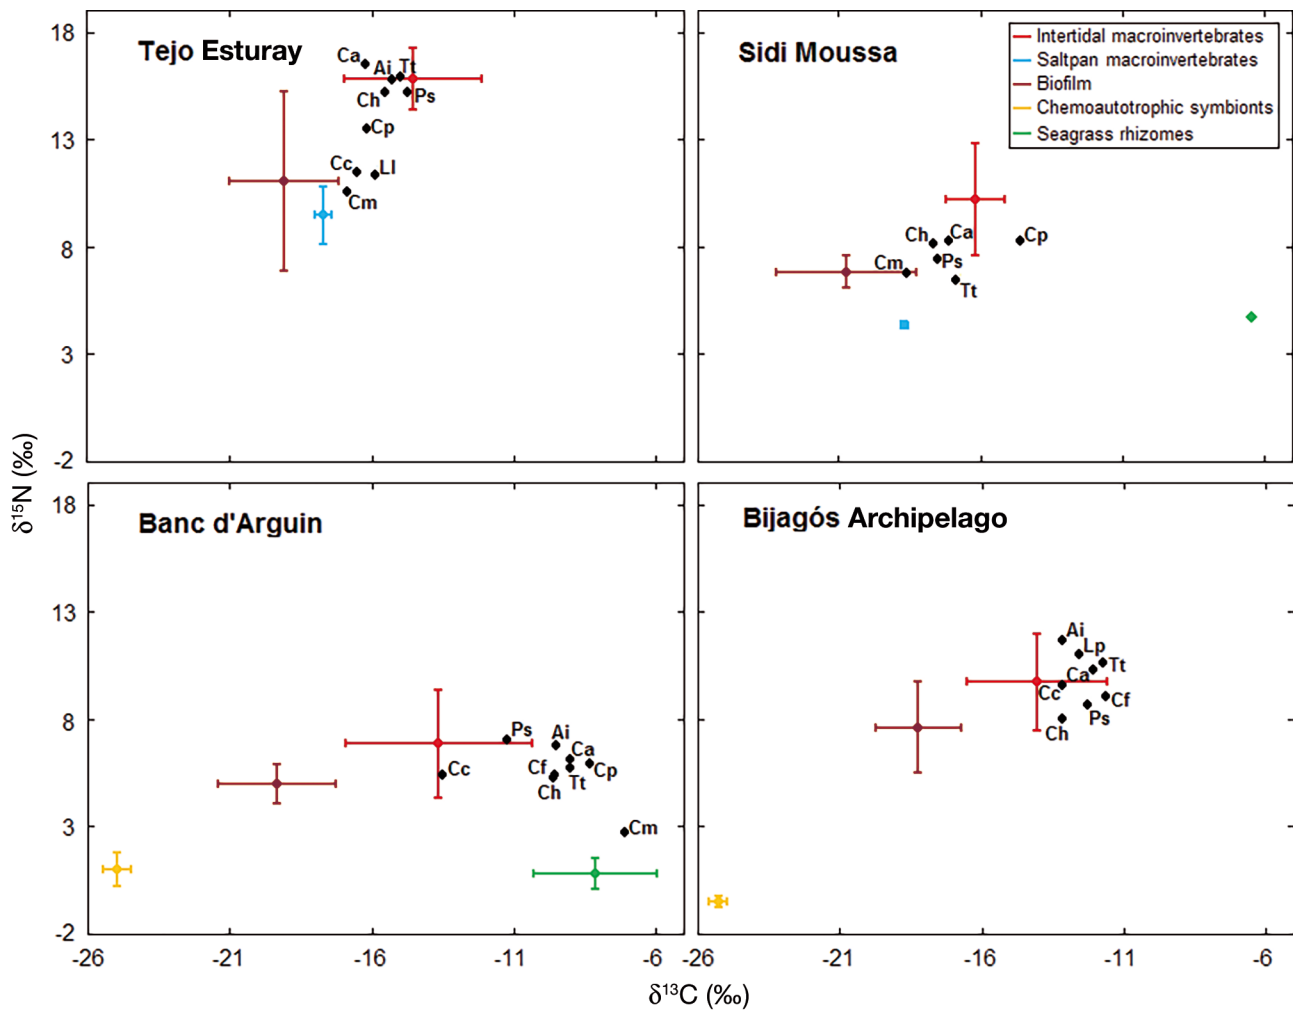 Tejo Esturay
18
13
8
3
-2
Ca
Ai
Tt
Ch
Ps
Cp
Cc
Ll
Cm
Sidi Moussa
Intertidal macroinvertebrates
Saltpan macroinvertebrates
Biofilm
Chemoautotrophic symbionts
Seagrass rhizomes
Ch
Ca
Cp
Cm
Ps
Tt
δ15N (‰)
Banc d'Arguin
18
13
8
3
-2
Ps
Ai
Ca
Cc
Cf
Cp
Tt
Ch
Cm
-26
-21
-16
-11
-6
Bijagós Archipelago
Ai
Lp
Tt
Ca
Cc
Cf
Ps
Ch
-26
-21
-16
-11
-6
δ13C (‰)